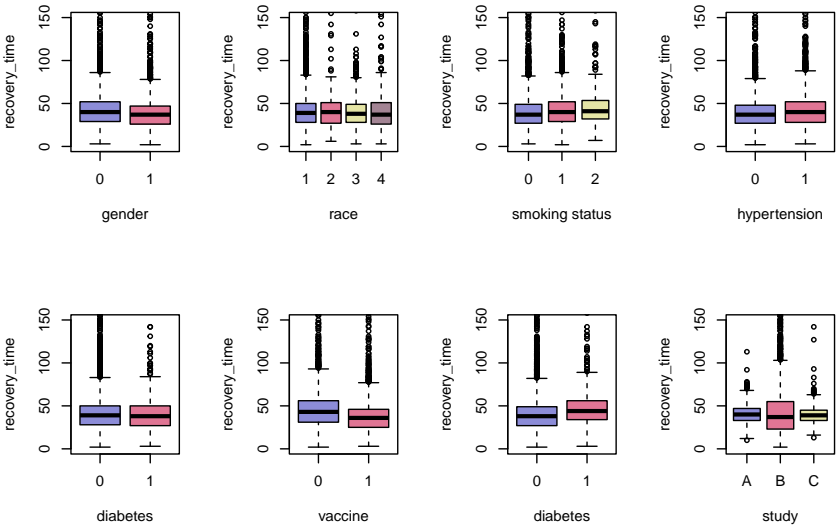 recovery_time
0 50 100 150
0 1
gender
recovery_time
0 50 100 150
1 2 3 4
race
recovery_time
0 50 100 150
0 1 2
smoking status
recovery_time
0 50 100 150
0 1
hypertension
recovery_time
0 50 100 150
0 1
diabetes
recovery_time
0 50 100 150
0 1
vaccine
recovery_time
0 50 100 150
0 1
diabetes
recovery_time
0 50 100 150
A B C
study